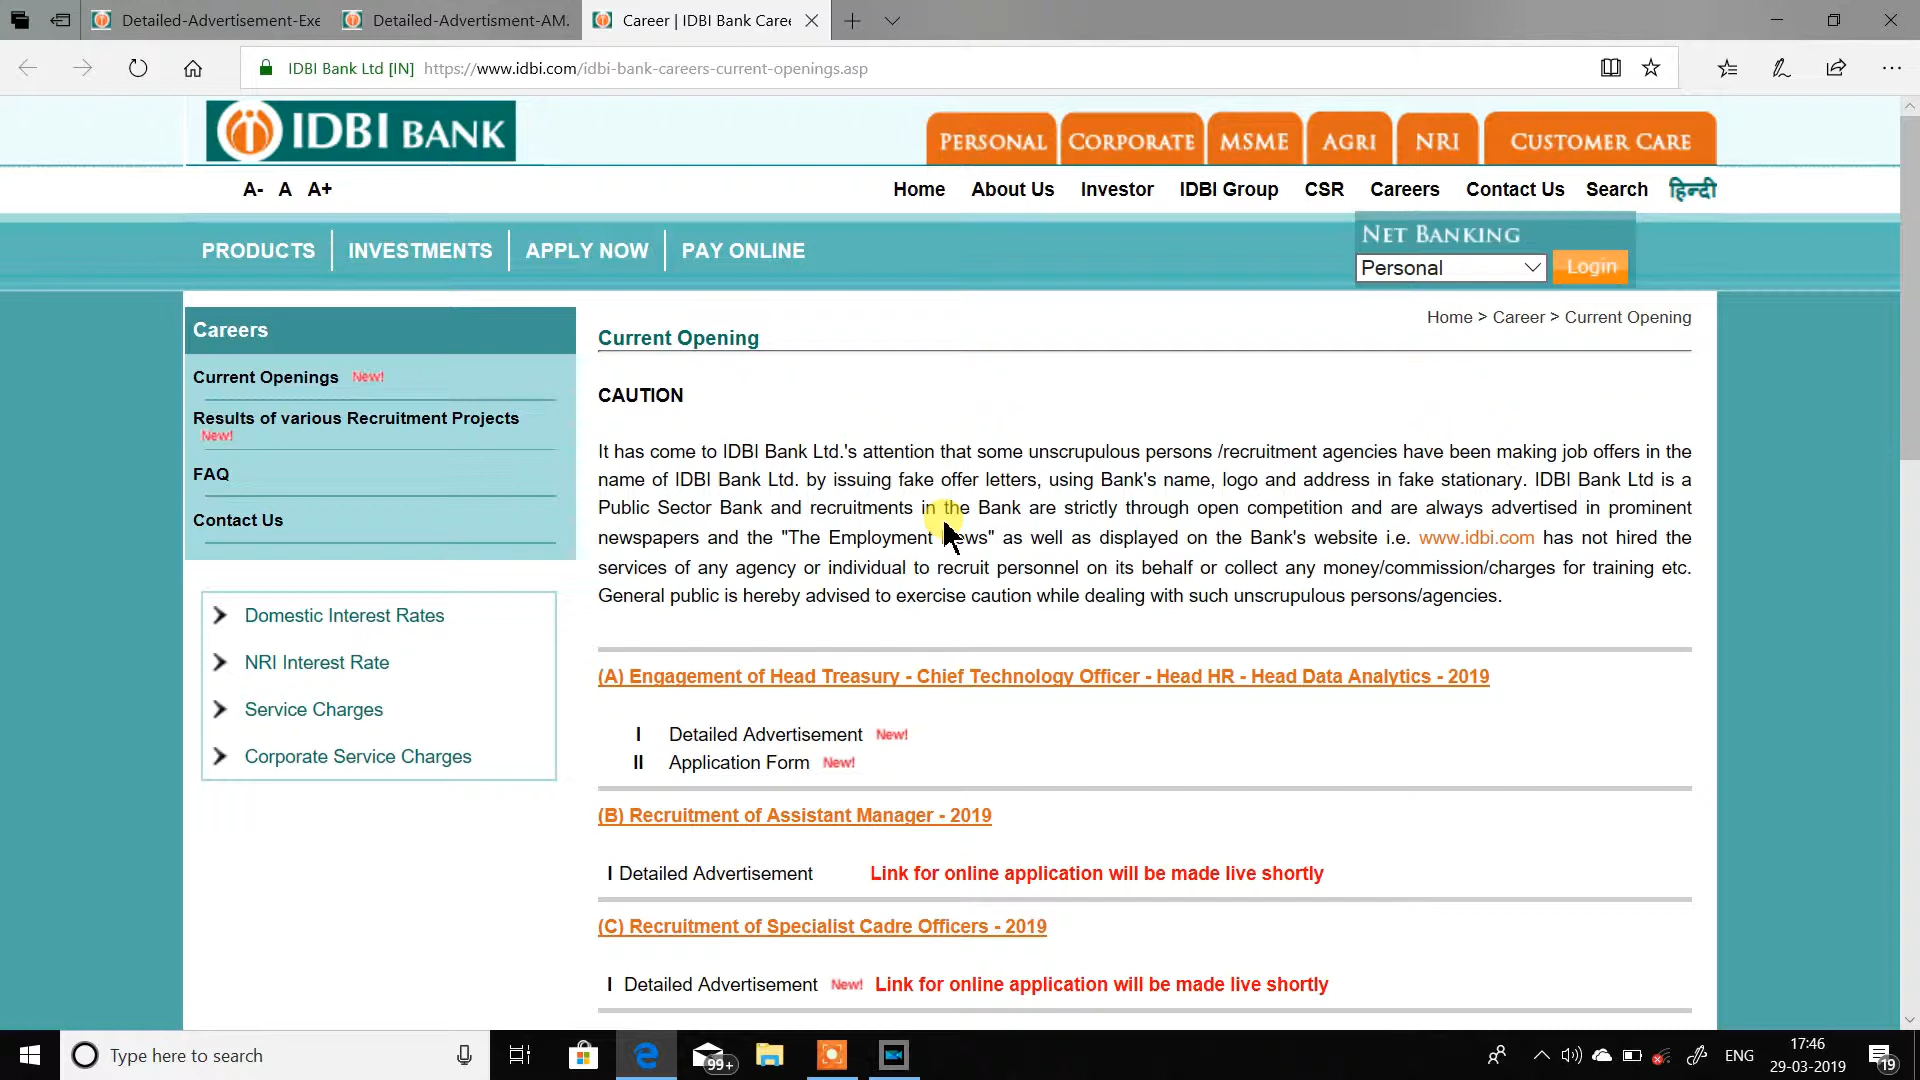 Detailed-Advertisement-Exe
Detailed-Advertisment-AM.
Career | IDBI Bank Caree
IDBI Bank Ltd [IN] https://www.idbi.com/idbi-bank-careers-current-openings.asp
IDBI BANK
PERSONAL CORPORATE MSME AGRI NRI CUSTOMER CARE
A- A A+
Home About Us Investor IDBI Group CSR Careers Contact Us Search हिन्दी
PRODUCTS INVESTMENTS APPLY NOW PAY ONLINE
NET BANKING
Personal Login
Home > Career > Current Opening
Careers
Current Openings New!
Results of various Recruitment Projects
New!
FAQ
Contact Us
Domestic Interest Rates
NRI Interest Rate
Service Charges
Corporate Service Charges
Current Opening
CAUTION
It has come to IDBI Bank Ltd.'s attention that some unscrupulous persons /recruitment agencies have been making job offers in the
name of IDBI Bank Ltd. by issuing fake offer letters, using Bank's name, logo and address in fake stationary. IDBI Bank Ltd is a
Public Sector Bank and recruitments in the Bank are strictly through open competition and are always advertised in prominent
newspapers and the "The Employment News" as well as displayed on the Bank's website i.e. www.idbi.com has not hired the
services of any agency or individual to recruit personnel on its behalf or collect any money/commission/charges for training etc.
General public is hereby advised to exercise caution while dealing with such unscrupulous persons/agencies.
(A) Engagement of Head Treasury - Chief Technology Officer - Head HR - Head Data Analytics - 2019
I Detailed Advertisement New!
II Application Form New!
(B) Recruitment of Assistant Manager - 2019
I Detailed Advertisement Link for online application will be made live shortly
(C) Recruitment of Specialist Cadre Officers - 2019
I Detailed Advertisement New! Link for online application will be made live shortly
Type here to search
99+
ENG
17:46
29-03-2019
19